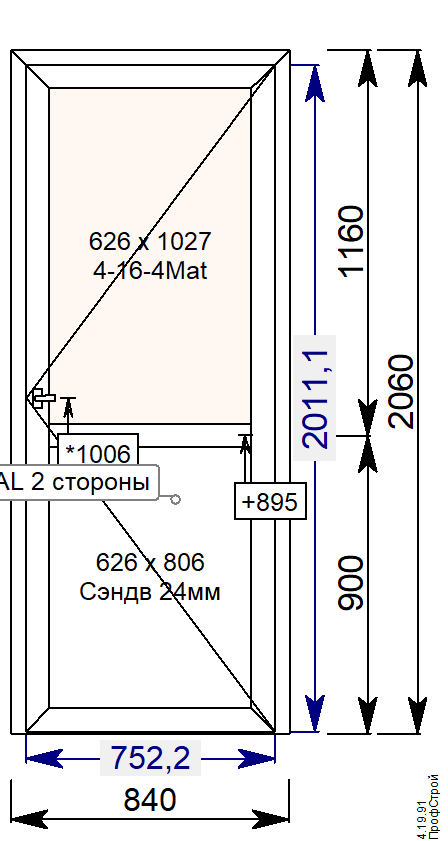 626 x 1027
4-16-4Mat
1160
2011,1
2060
*1006
AL 2 стороны
+895
626 x 806
Сэндв 24мм
900
752,2
840
4.19.91
ПрофСтрой